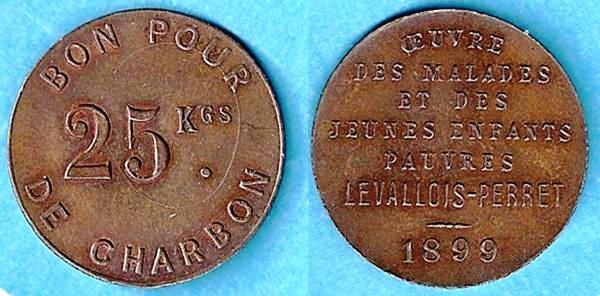 BON POUR
25 KGS
DE CHARBON
ŒUVRE
DES MALADES
ET DES
JEUNES ENFANTS
PAUVRES
LEVALLOIS-PERRET
1899